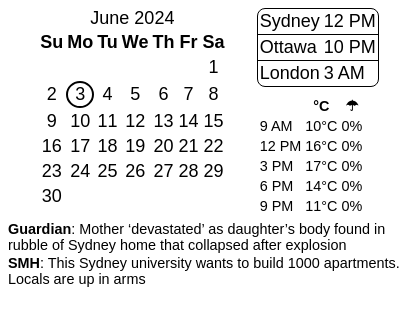 June 2024
Su Mo Tu We Th Fr Sa
1
2 3 4 5 6 7 8
9 10 11 12 13 14 15
16 17 18 19 20 21 22
23 24 25 26 27 28 29
30
Sydney 12 PM
Ottawa 10 PM
London 3 AM
°C ☂
9 AM 10°C 0%
12 PM 16°C 0%
3 PM 17°C 0%
6 PM 14°C 0%
9 PM 11°C 0%
Guardian: Mother ‘devastated’ as daughter’s body found in
rubble of Sydney home that collapsed after explosion
SMH: This Sydney university wants to build 1000 apartments.
Locals are up in arms